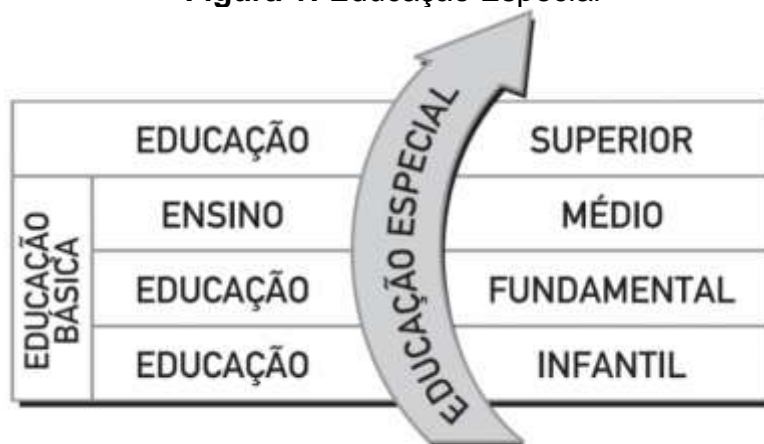 Figura 1. Educação Especial
EDUCAÇÃO SUPERIOR
ENSINO MÉDIO
EDUCAÇÃO FUNDAMENTAL
EDUCAÇÃO INFANTIL
EDUCAÇÃO
BÁSICA
EDUCAÇÃO ESPECIAL